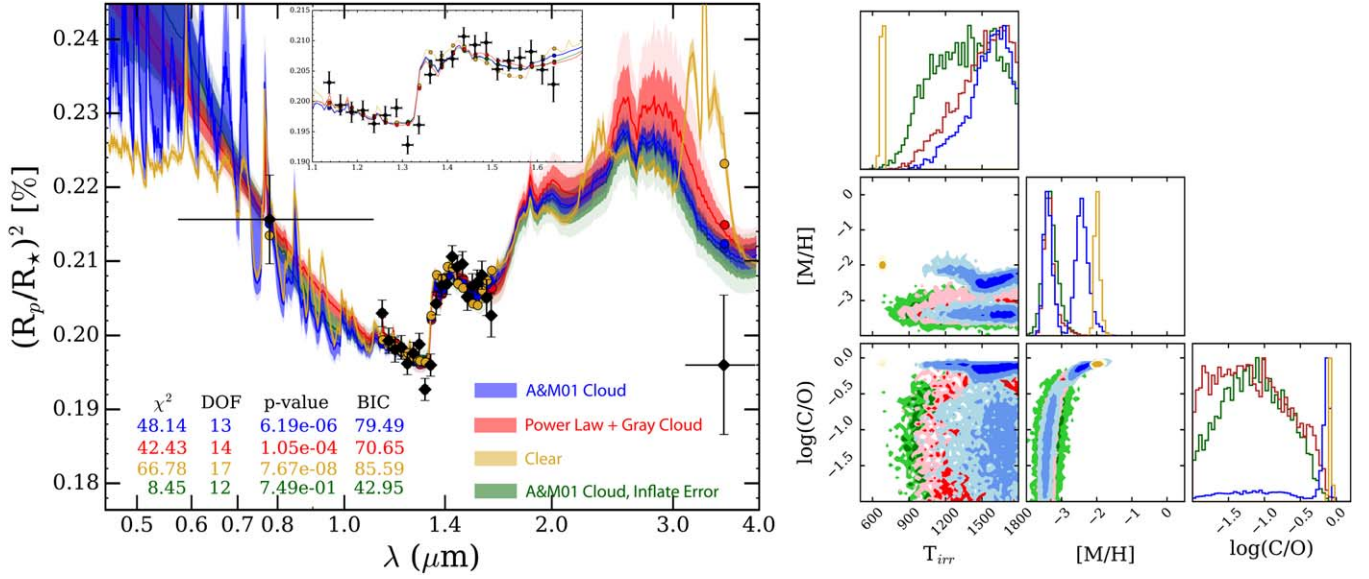 (R_p/R_⋆)² [%]
0.24
0.23
0.22
0.21
0.20
0.19
0.18
0.215
0.210
0.205
0.200
0.195
0.190
1.1 1.2 1.3 1.4 1.5 1.6
χ² DOF p-value BIC
48.14 13 6.19e-06 79.49
42.43 14 1.05e-04 70.65
66.78 17 7.67e-08 85.59
8.45 12 7.49e-01 42.95
A&M01 Cloud
Power Law + Gray Cloud
Clear
A&M01 Cloud, Inflate Error
0.5 0.6 0.7 0.8 1.0 1.4 2.0 3.0 4.0
λ (μm)
[M/H]
0
−1
−2
−3
log(C/O)
0.0
−0.5
−1.0
−1.5
600 900 1200 1500 1800
T_irr
−3 −2 −1 0
[M/H]
−1.5 −1.0 −0.5 0.0
log(C/O)